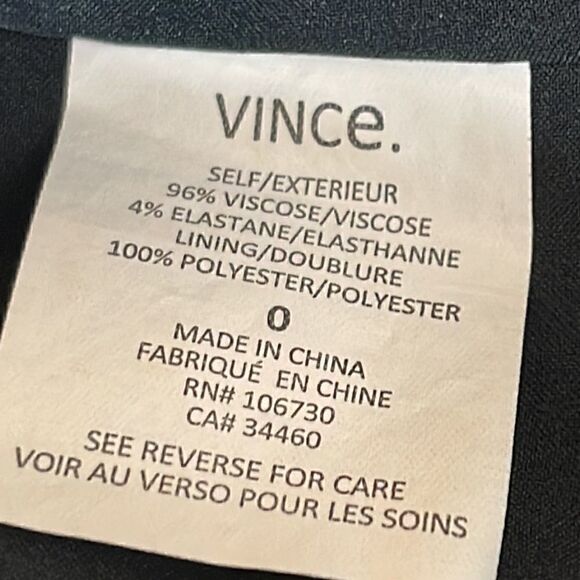 VINCe.
SELF/EXTERIEUR
96% VISCOSE/VISCOSE
4% ELASTANE/ELASTHANNE
LINING/DOUBLURE
100% POLYESTER/POLYESTER
0
MADE IN CHINA
FABRIQUÉ EN CHINE
RN# 106730
CA# 34460
SEE REVERSE FOR CARE
VOIR AU VERSO POUR LES SOINS